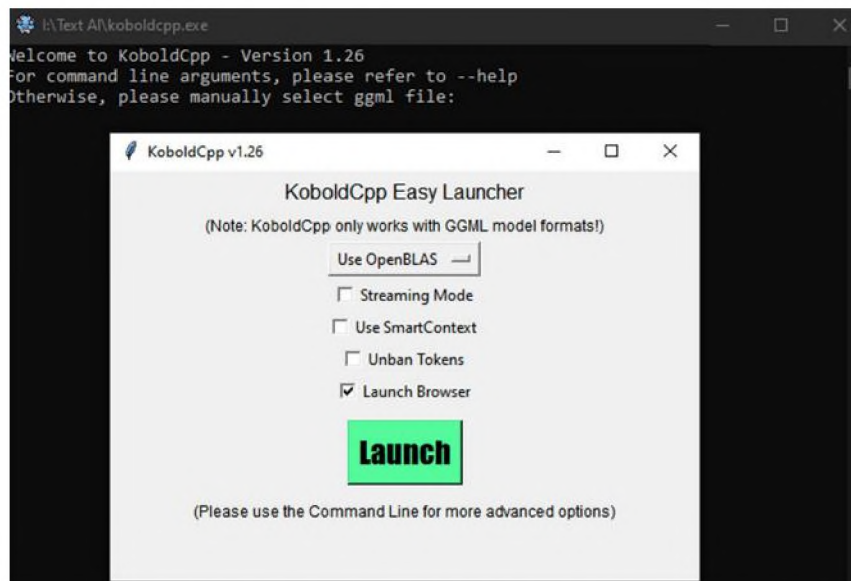 I:\Text AI\koboldcpp.exe
Welcome to KoboldCpp - Version 1.26
For command line arguments, please refer to --help
Otherwise, please manually select ggml file:
KoboldCpp v1.26
KoboldCpp Easy Launcher
(Note: KoboldCpp only works with GGML model formats!)
Use OpenBLAS
Streaming Mode
Use SmartContext
Unban Tokens
Launch Browser
Launch
(Please use the Command Line for more advanced options)